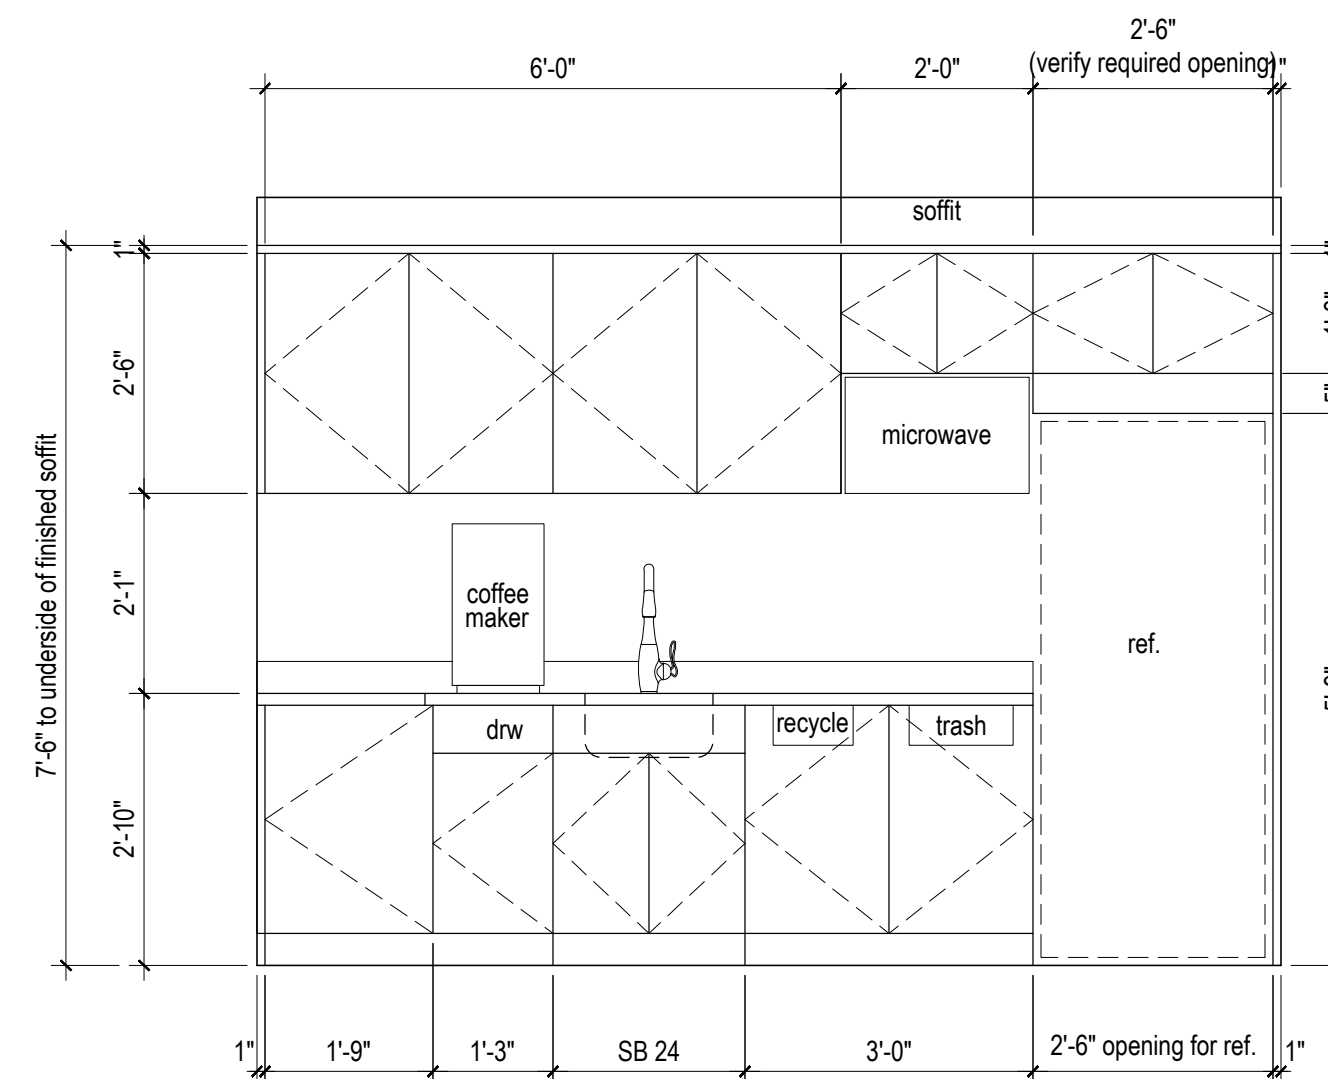 2'-6"
6'-0"
2'-0"
(verify required opening)
soffit
1"
2'-6"
microwave
7'-6" to underside of finished soffit
2'-1"
coffee
maker
ref.
drw
recycle
trash
2'-10"
1"
1'-9"
1'-3"
SB 24
3'-0"
2'-6" opening for ref.
1"